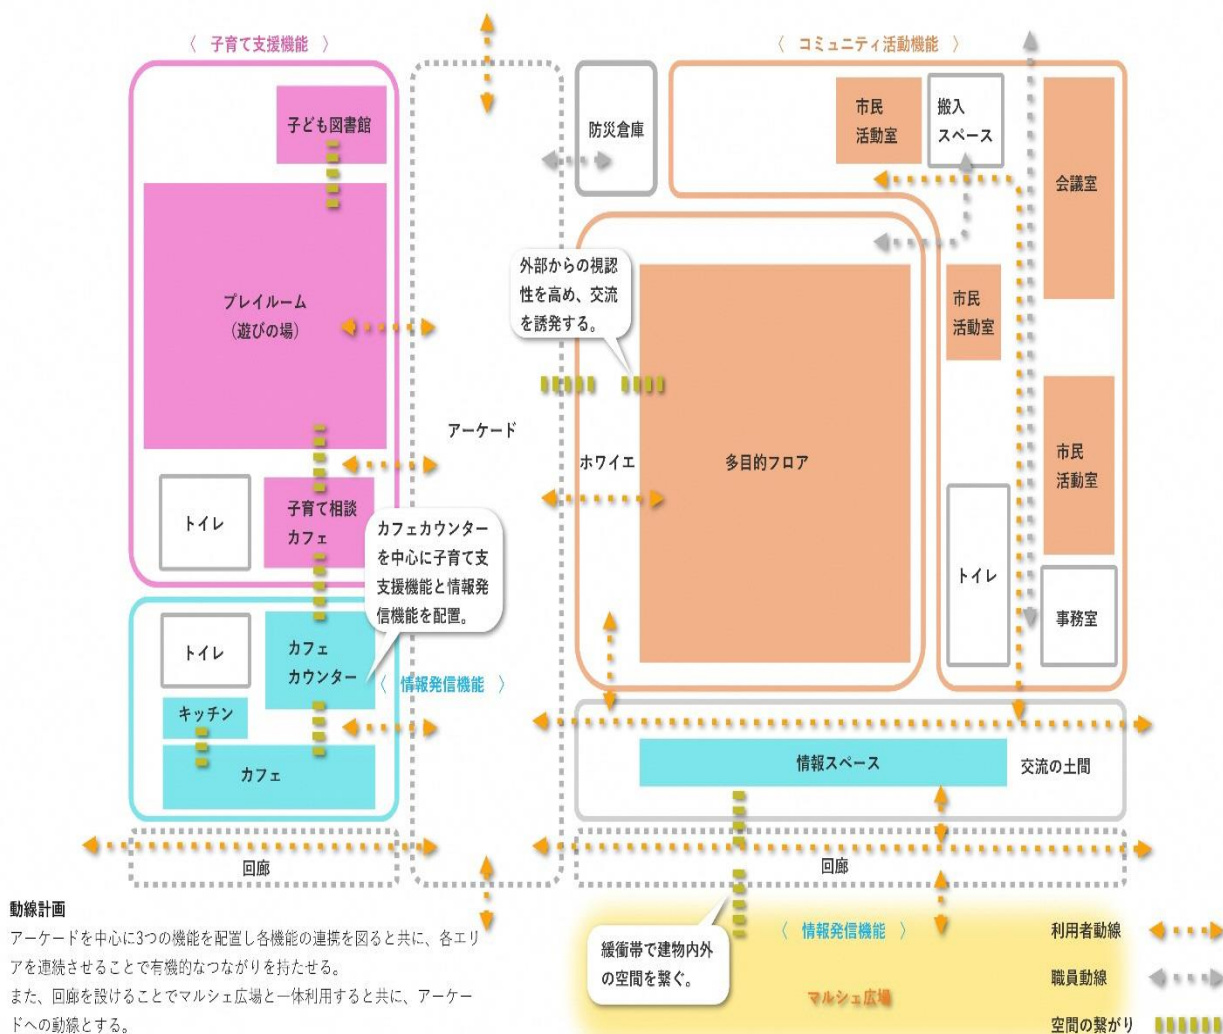 〈 子育て支援機能 〉
〈 コミュニティ活動機能 〉
子ども図書館
防災倉庫
市民
活動室
搬入
スペース
会議室
プレイルーム
（遊びの場）
外部からの視認
性を高め、交流
を誘発する。
市民
活動室
アーケード
ホワイエ
多目的フロア
市民
活動室
トイレ
子育て相談
カフェ
カフェカウンター
を中心に子育て支
支援機能と情報発
信機能を配置。
トイレ
事務室
トイレ
カフェ
カウンター
〈 情報発信機能 〉
キッチン
カフェ
情報スペース
交流の土間
回廊
回廊
動線計画
アーケードを中心に3つの機能を配置し各機能の連携を図ると共に、各エリ
アを連続させることで有機的なつながりを持たせる。
また、回廊を設けることでマルシェ広場と一体利用すると共に、アーケー
ドへの動線とする。
緩衝帯で建物内外
の空間を繋ぐ。
〈 情報発信機能 〉
マルシェ広場
利用者動線
職員動線
空間の繋がり